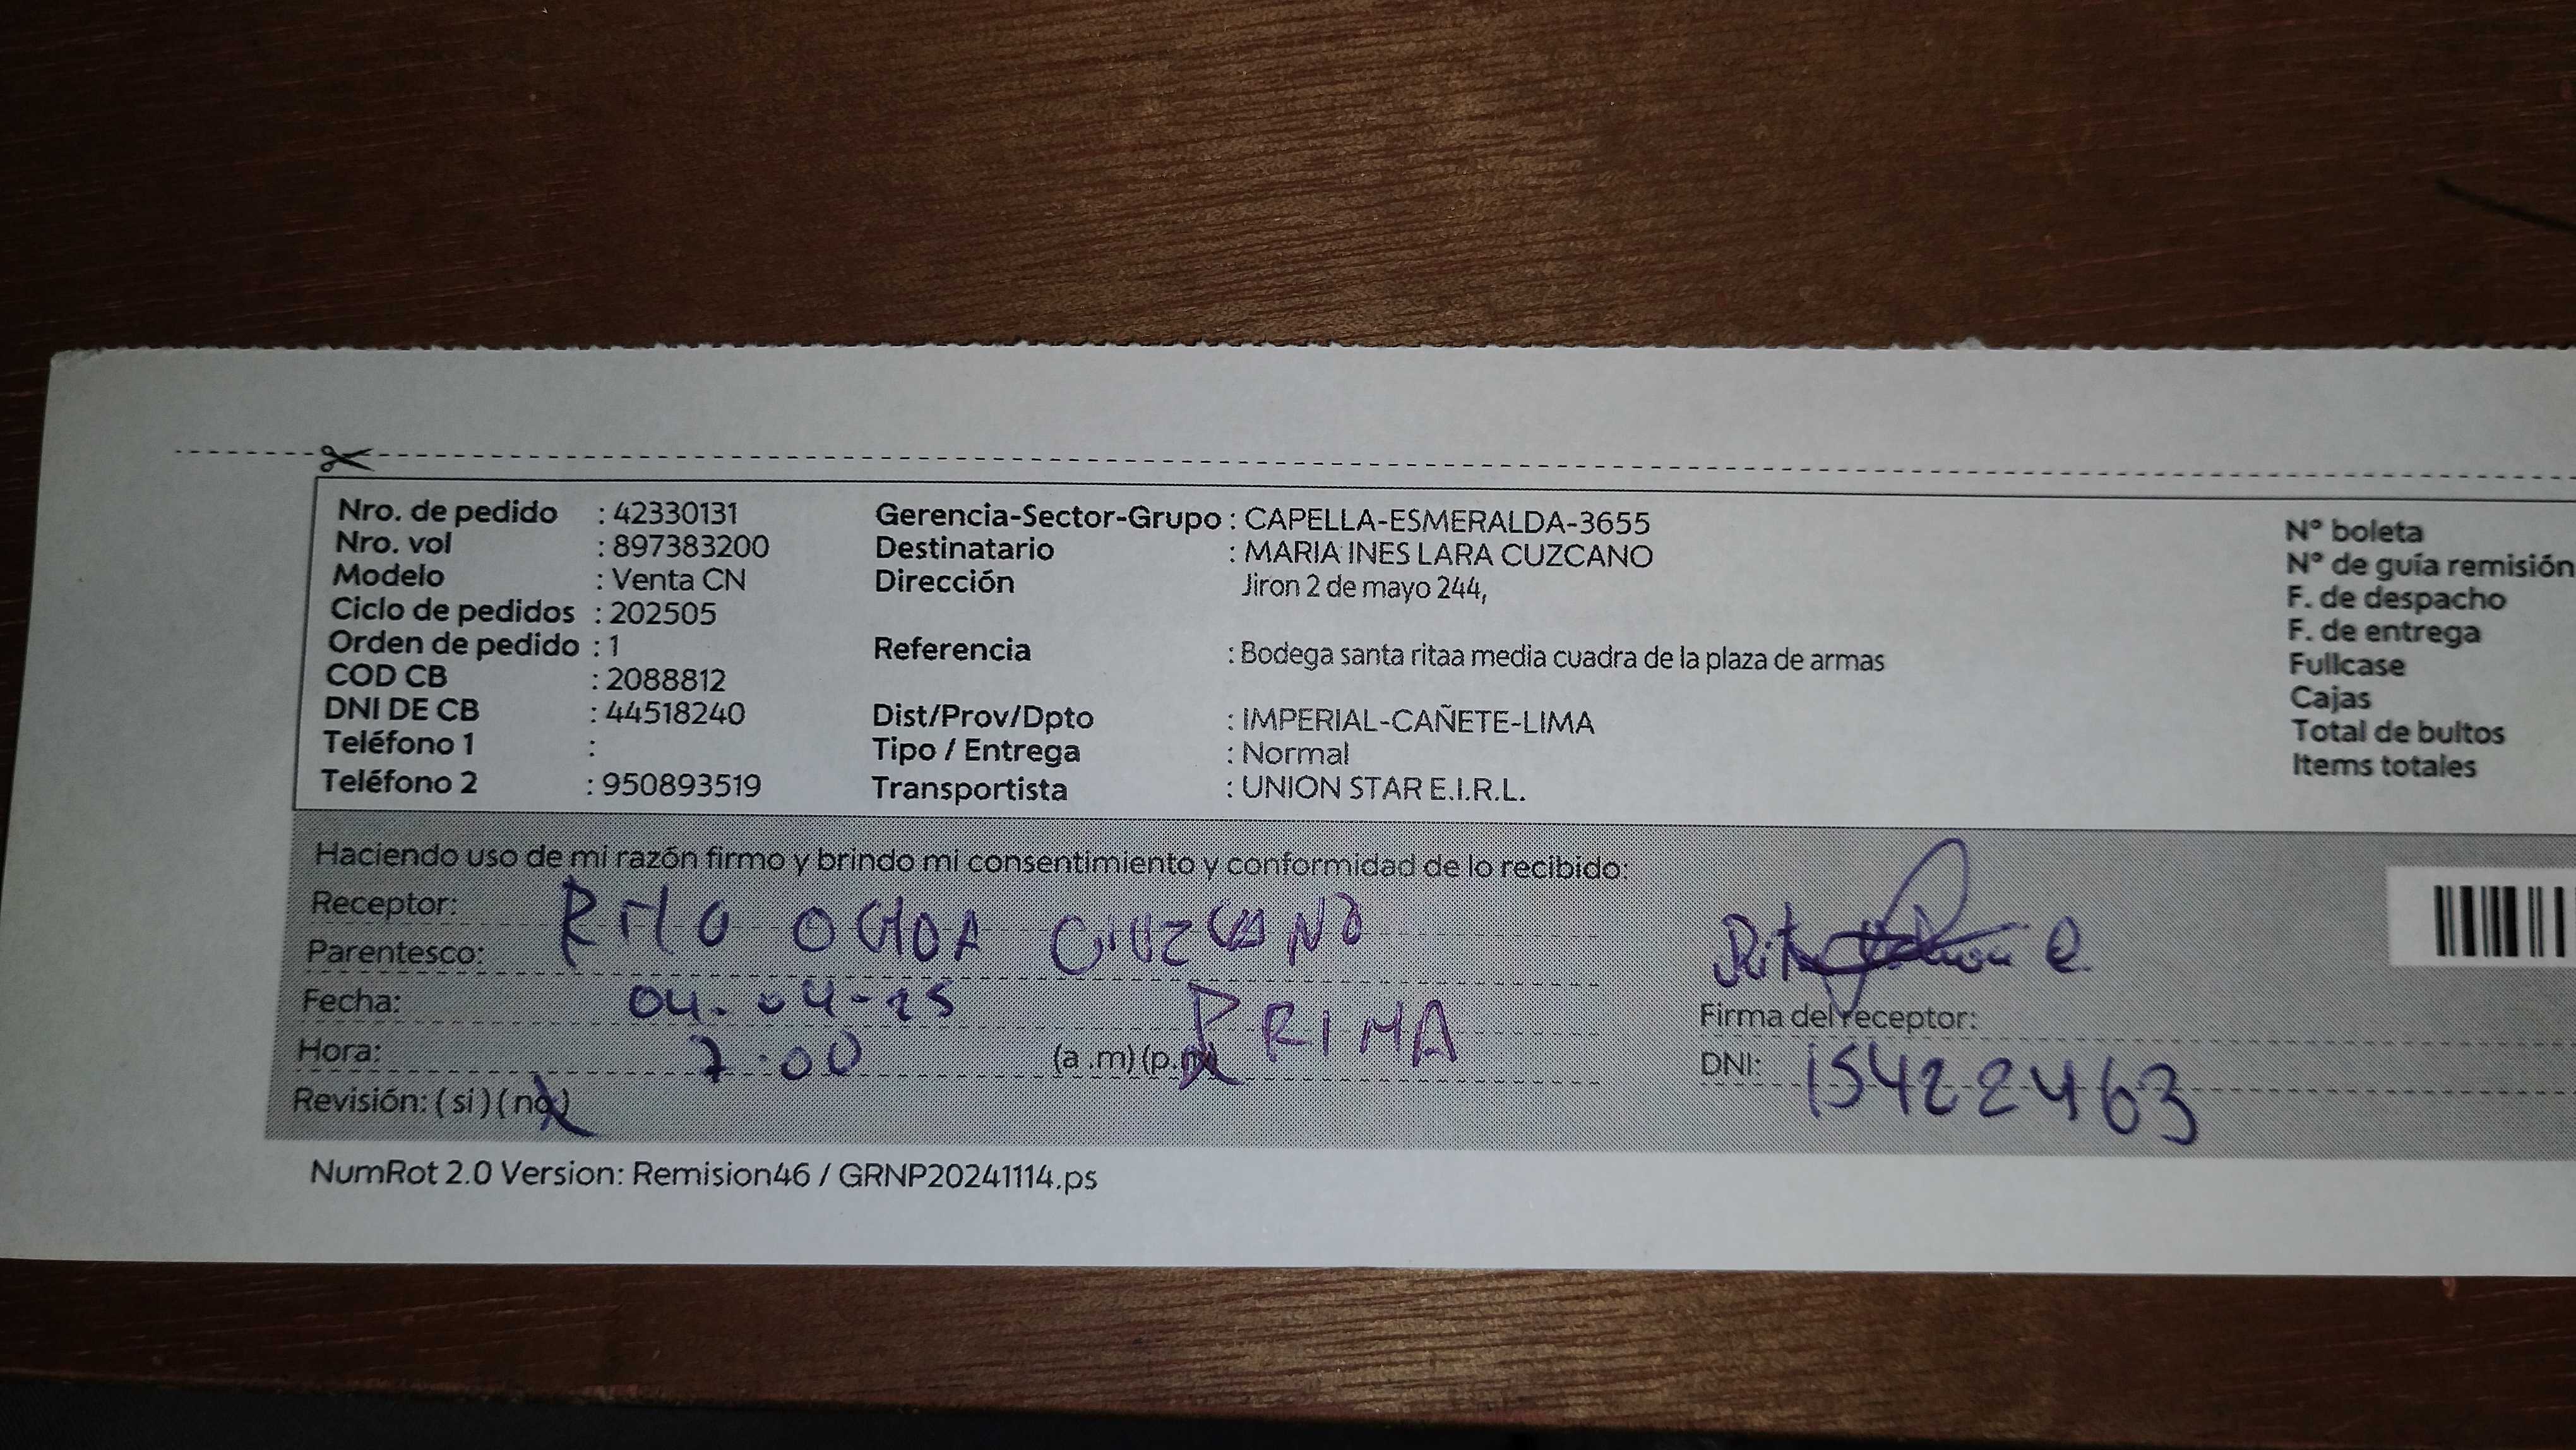 Nro. de pedido : 42330131
Nro. vol : 897383200
Modelo : Venta CN
Ciclo de pedidos : 202505
Orden de pedido : 1
COD CB : 2088812
DNI DE CB : 44518240
Teléfono 1 :
Teléfono 2 : 950893519
Gerencia-Sector-Grupo : CAPELLA-ESMERALDA-3655
Destinatario : MARIA INES LARA CUZCANO
Dirección Jiron 2 de mayo 244,
Referencia : Bodega santa ritaa media cuadra de la plaza de armas
Dist/Prov/Dpto : IMPERIAL-CAÑETE-LIMA
Tipo / Entrega : Normal
Transportista : UNION STAR E.I.R.L.
N° boleta
N° de guía remisión
F. de despacho
F. de entrega
Fullcase
Cajas
Total de bultos
Items totales
Haciendo uso de mi razón firmo y brindo mi consentimiento y conformidad de lo recibido:
Receptor: OCHOA CUZCANO
Parentesco: PRIMA
Fecha: 04-04-25
Hora: 7:00 (a .m) (p.m)
Revisión: ( si ) ( no )
Firma del receptor:
DNI: 154222463
NumRot 2.0 Version: Remision46 / GRNP20241114.ps